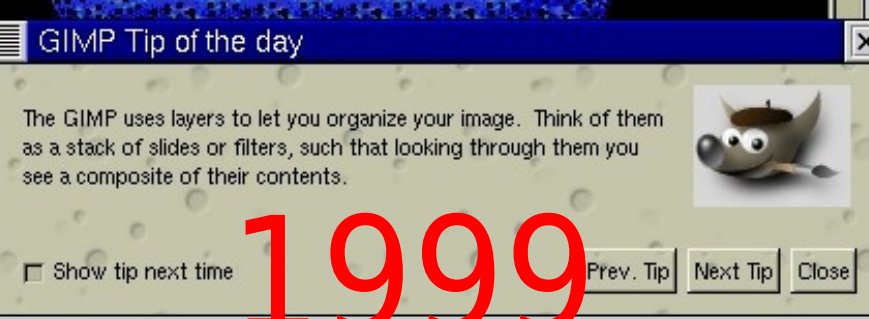 GIMP Tip of the day
The GIMP uses layers to let you organize your image. Think of them
as a stack of slides or filters, such that looking through them you
see a composite of their contents.
1999
Show tip next time
Prev. Tip
Next Tip
Close